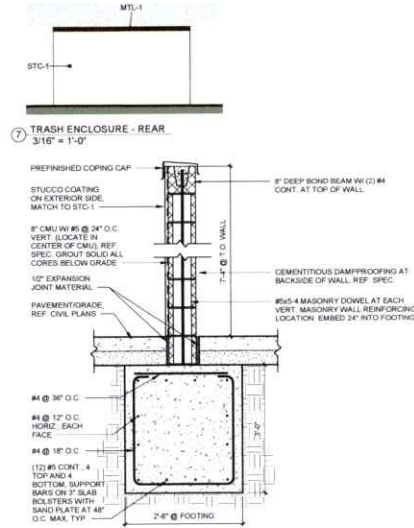 MTL-1
STC-1
7 TRASH ENCLOSURE - REAR
3/16" = 1'-0"
PREFINISHED COPING CAP
STUCCO COATING
ON EXTERIOR SIDE,
MATCH TO STC-1
8" CMU W/ #5 @ 24" O.C.
VERT. (LOCATE IN
CENTER OF CMU), REF
SPEC. GROUT SOLID ALL
CORES BELOW GRADE
1/2" EXPANSION
JOINT MATERIAL
PAVEMENT/GRADE,
REF. CIVIL PLANS
8" DEEP BOND BEAM W/ (2) #4
CONT. AT TOP OF WALL
7'-4" @ T.O. WALL
CEMENTITIOUS DAMPPROOFING AT
BACKSIDE OF WALL, REF. SPEC
#5x5-4 MASONRY DOWEL AT EACH
VERT. MASONRY WALL REINFORCING
LOCATION. EMBED 24" INTO FOOTING
#4 @ 36" O.C.
#4 @ 12" O.C.
HORIZ., EACH
FACE
#4 @ 18" O.C.
(12) #5 CONT., 4
TOP AND 4
BOTTOM, SUPPORT
BARS ON 3" SLAB
BOLSTERS WITH
SAND PLATE AT 48"
O.C. MAX, TYP
3'-0"
2'-6" @ FOOTING